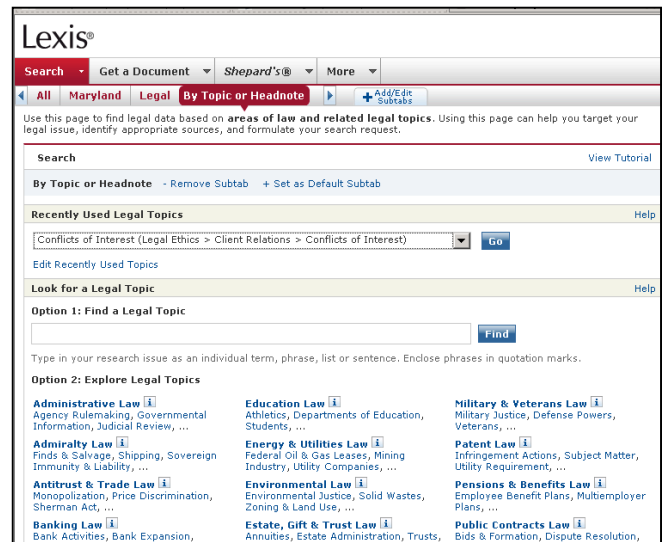 Lexis®
Search Get a Document Shepard's® More
All Maryland Legal By Topic or Headnote +Add/Edit Subtabs
Use this page to find legal data based on areas of law and related legal topics. Using this page can help you target your
legal issue, identify appropriate sources, and formulate your search request.
Search View Tutorial
By Topic or Headnote - Remove Subtab + Set as Default Subtab
Recently Used Legal Topics Help
Conflicts of Interest (Legal Ethics > Client Relations > Conflicts of Interest) Go
Edit Recently Used Topics
Look for a Legal Topic Help
Option 1: Find a Legal Topic
Find
Type in your research issue as an individual term, phrase, list or sentence. Enclose phrases in quotation marks.
Option 2: Explore Legal Topics
Administrative Law i
Agency Rulemaking, Governmental
Information, Judicial Review, ...
Admiralty Law i
Finds & Salvage, Shipping, Sovereign
Immunity & Liability, ...
Antitrust & Trade Law i
Monopolization, Price Discrimination,
Sherman Act, ...
Banking Law i
Bank Activities, Bank Expansion,
Education Law i
Athletics, Departments of Education,
Students, ...
Energy & Utilities Law i
Federal Oil & Gas Leases, Mining
Industry, Utility Companies, ...
Environmental Law i
Environmental Justice, Solid Wastes,
Zoning & Land Use, ...
Estate, Gift & Trust Law i
Annuities, Estate Administration, Trusts,
Military & Veterans Law i
Military Justice, Defense Powers,
Veterans, ...
Patent Law i
Infringement Actions, Subject Matter,
Utility Requirement, ...
Pensions & Benefits Law i
Employee Benefit Plans, Multiemployer
Plans, ...
Public Contracts Law i
Bids & Formation, Dispute Resolution,